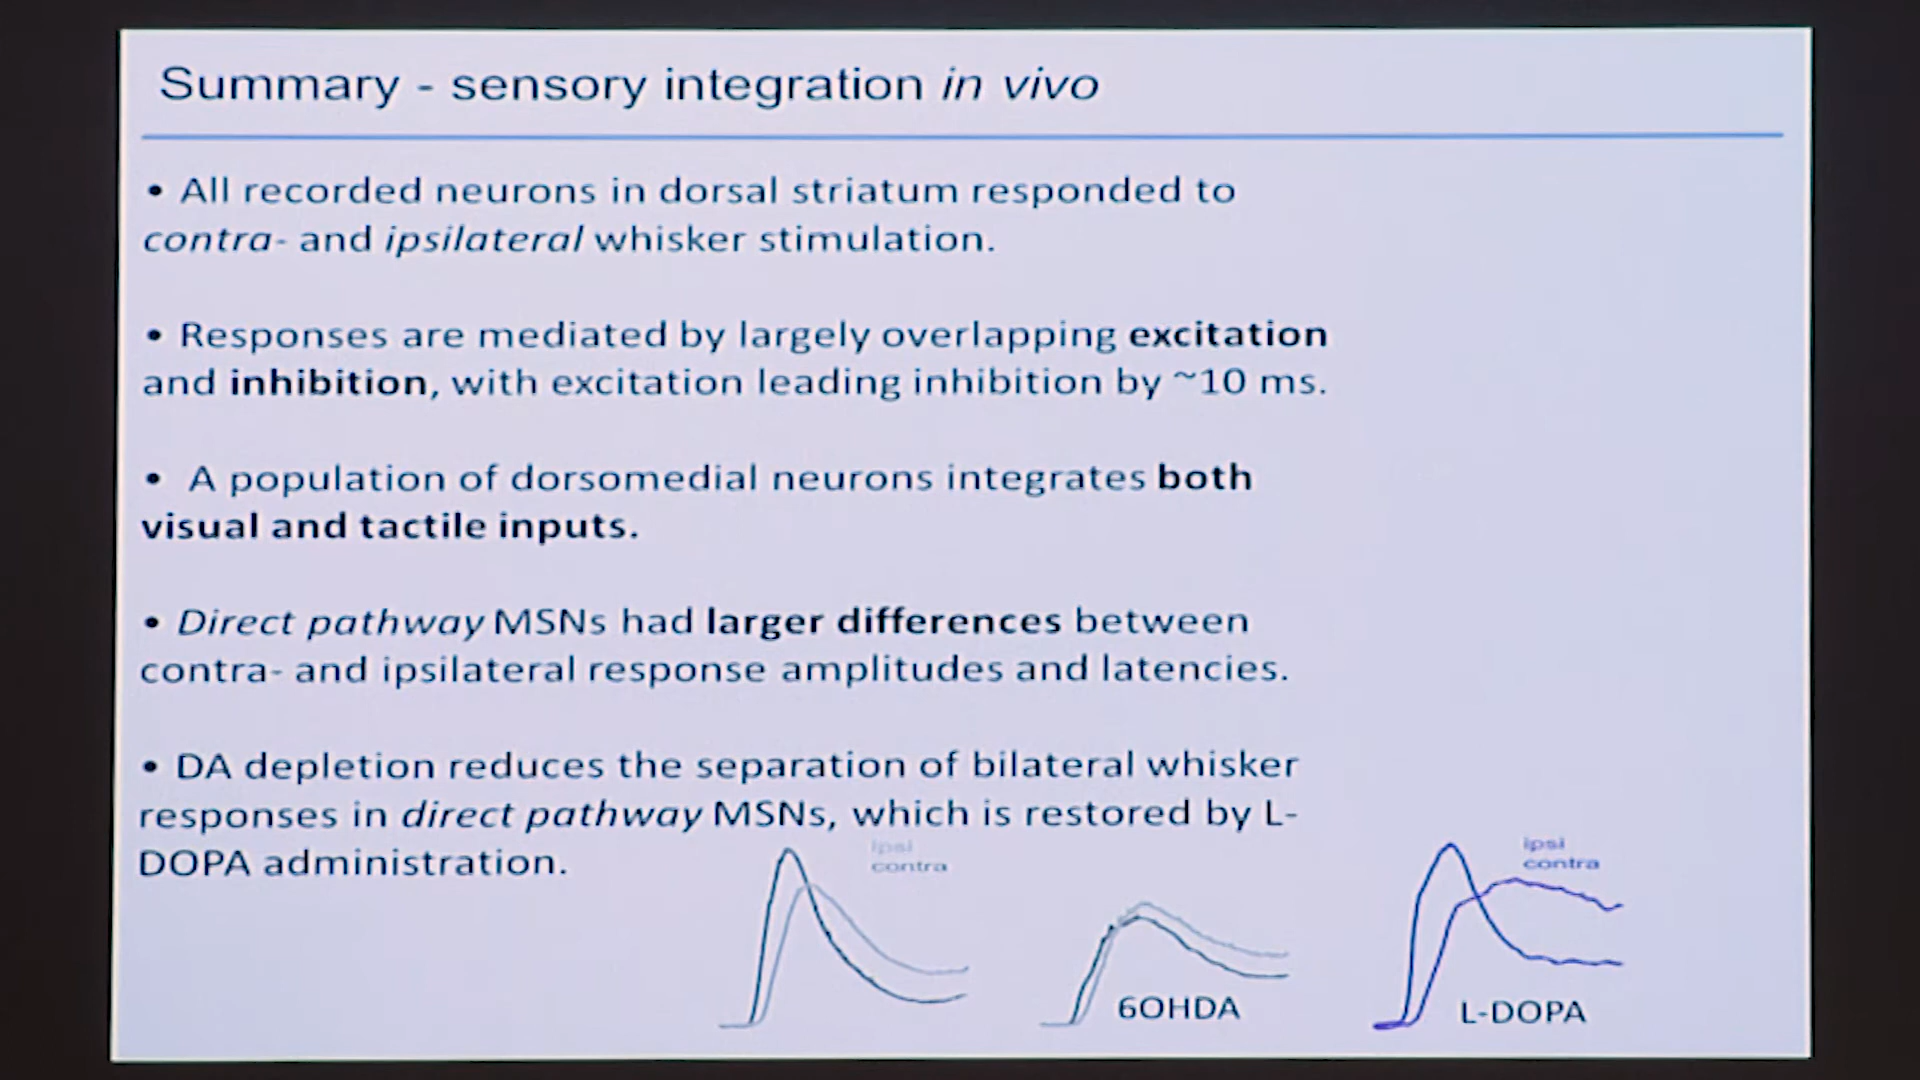 Summary - sensory integration in vivo
• All recorded neurons in dorsal striatum responded to
contra- and ipsilateral whisker stimulation.
• Responses are mediated by largely overlapping excitation
and inhibition, with excitation leading inhibition by ~10 ms.
• A population of dorsomedial neurons integrates both
visual and tactile inputs.
• Direct pathway MSNs had larger differences between
contra- and ipsilateral response amplitudes and latencies.
• DA depletion reduces the separation of bilateral whisker
responses in direct pathway MSNs, which is restored by L-
DOPA administration.
ipsi
contra
6OHDA
ipsi
contra
L-DOPA